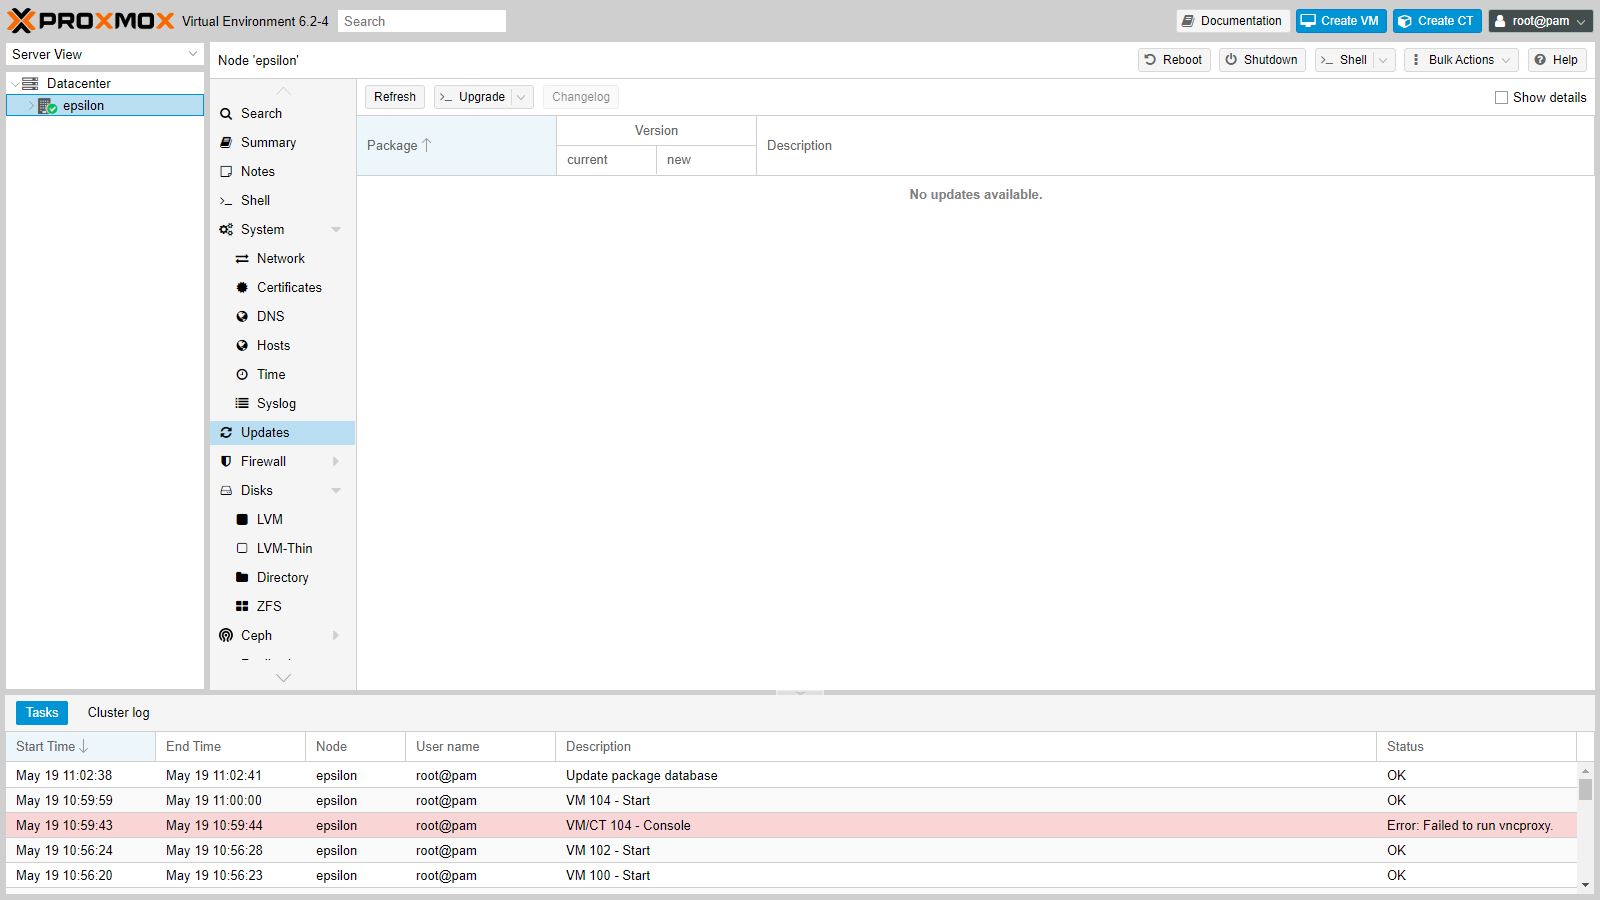 PROXMOX Virtual Environment 6.2-4 Search Documentation Create VM Create CT root@pam
Server View
Datacenter
epsilon
Node 'epsilon' Reboot Shutdown Shell Bulk Actions Help
Search
Summary
Notes
Shell
System
Network
Certificates
DNS
Hosts
Time
Syslog
Updates
Firewall
Disks
LVM
LVM-Thin
Directory
ZFS
Ceph
Refresh Upgrade Changelog Show details
Package Version Description
current new
No updates available.
Tasks Cluster log
Start Time End Time Node User name Description Status
May 19 11:02:38 May 19 11:02:41 epsilon root@pam Update package database OK
May 19 10:59:59 May 19 11:00:00 epsilon root@pam VM 104 - Start OK
May 19 10:59:43 May 19 10:59:44 epsilon root@pam VM/CT 104 - Console Error: Failed to run vncproxy.
May 19 10:56:24 May 19 10:56:28 epsilon root@pam VM 102 - Start OK
May 19 10:56:20 May 19 10:56:23 epsilon root@pam VM 100 - Start OK